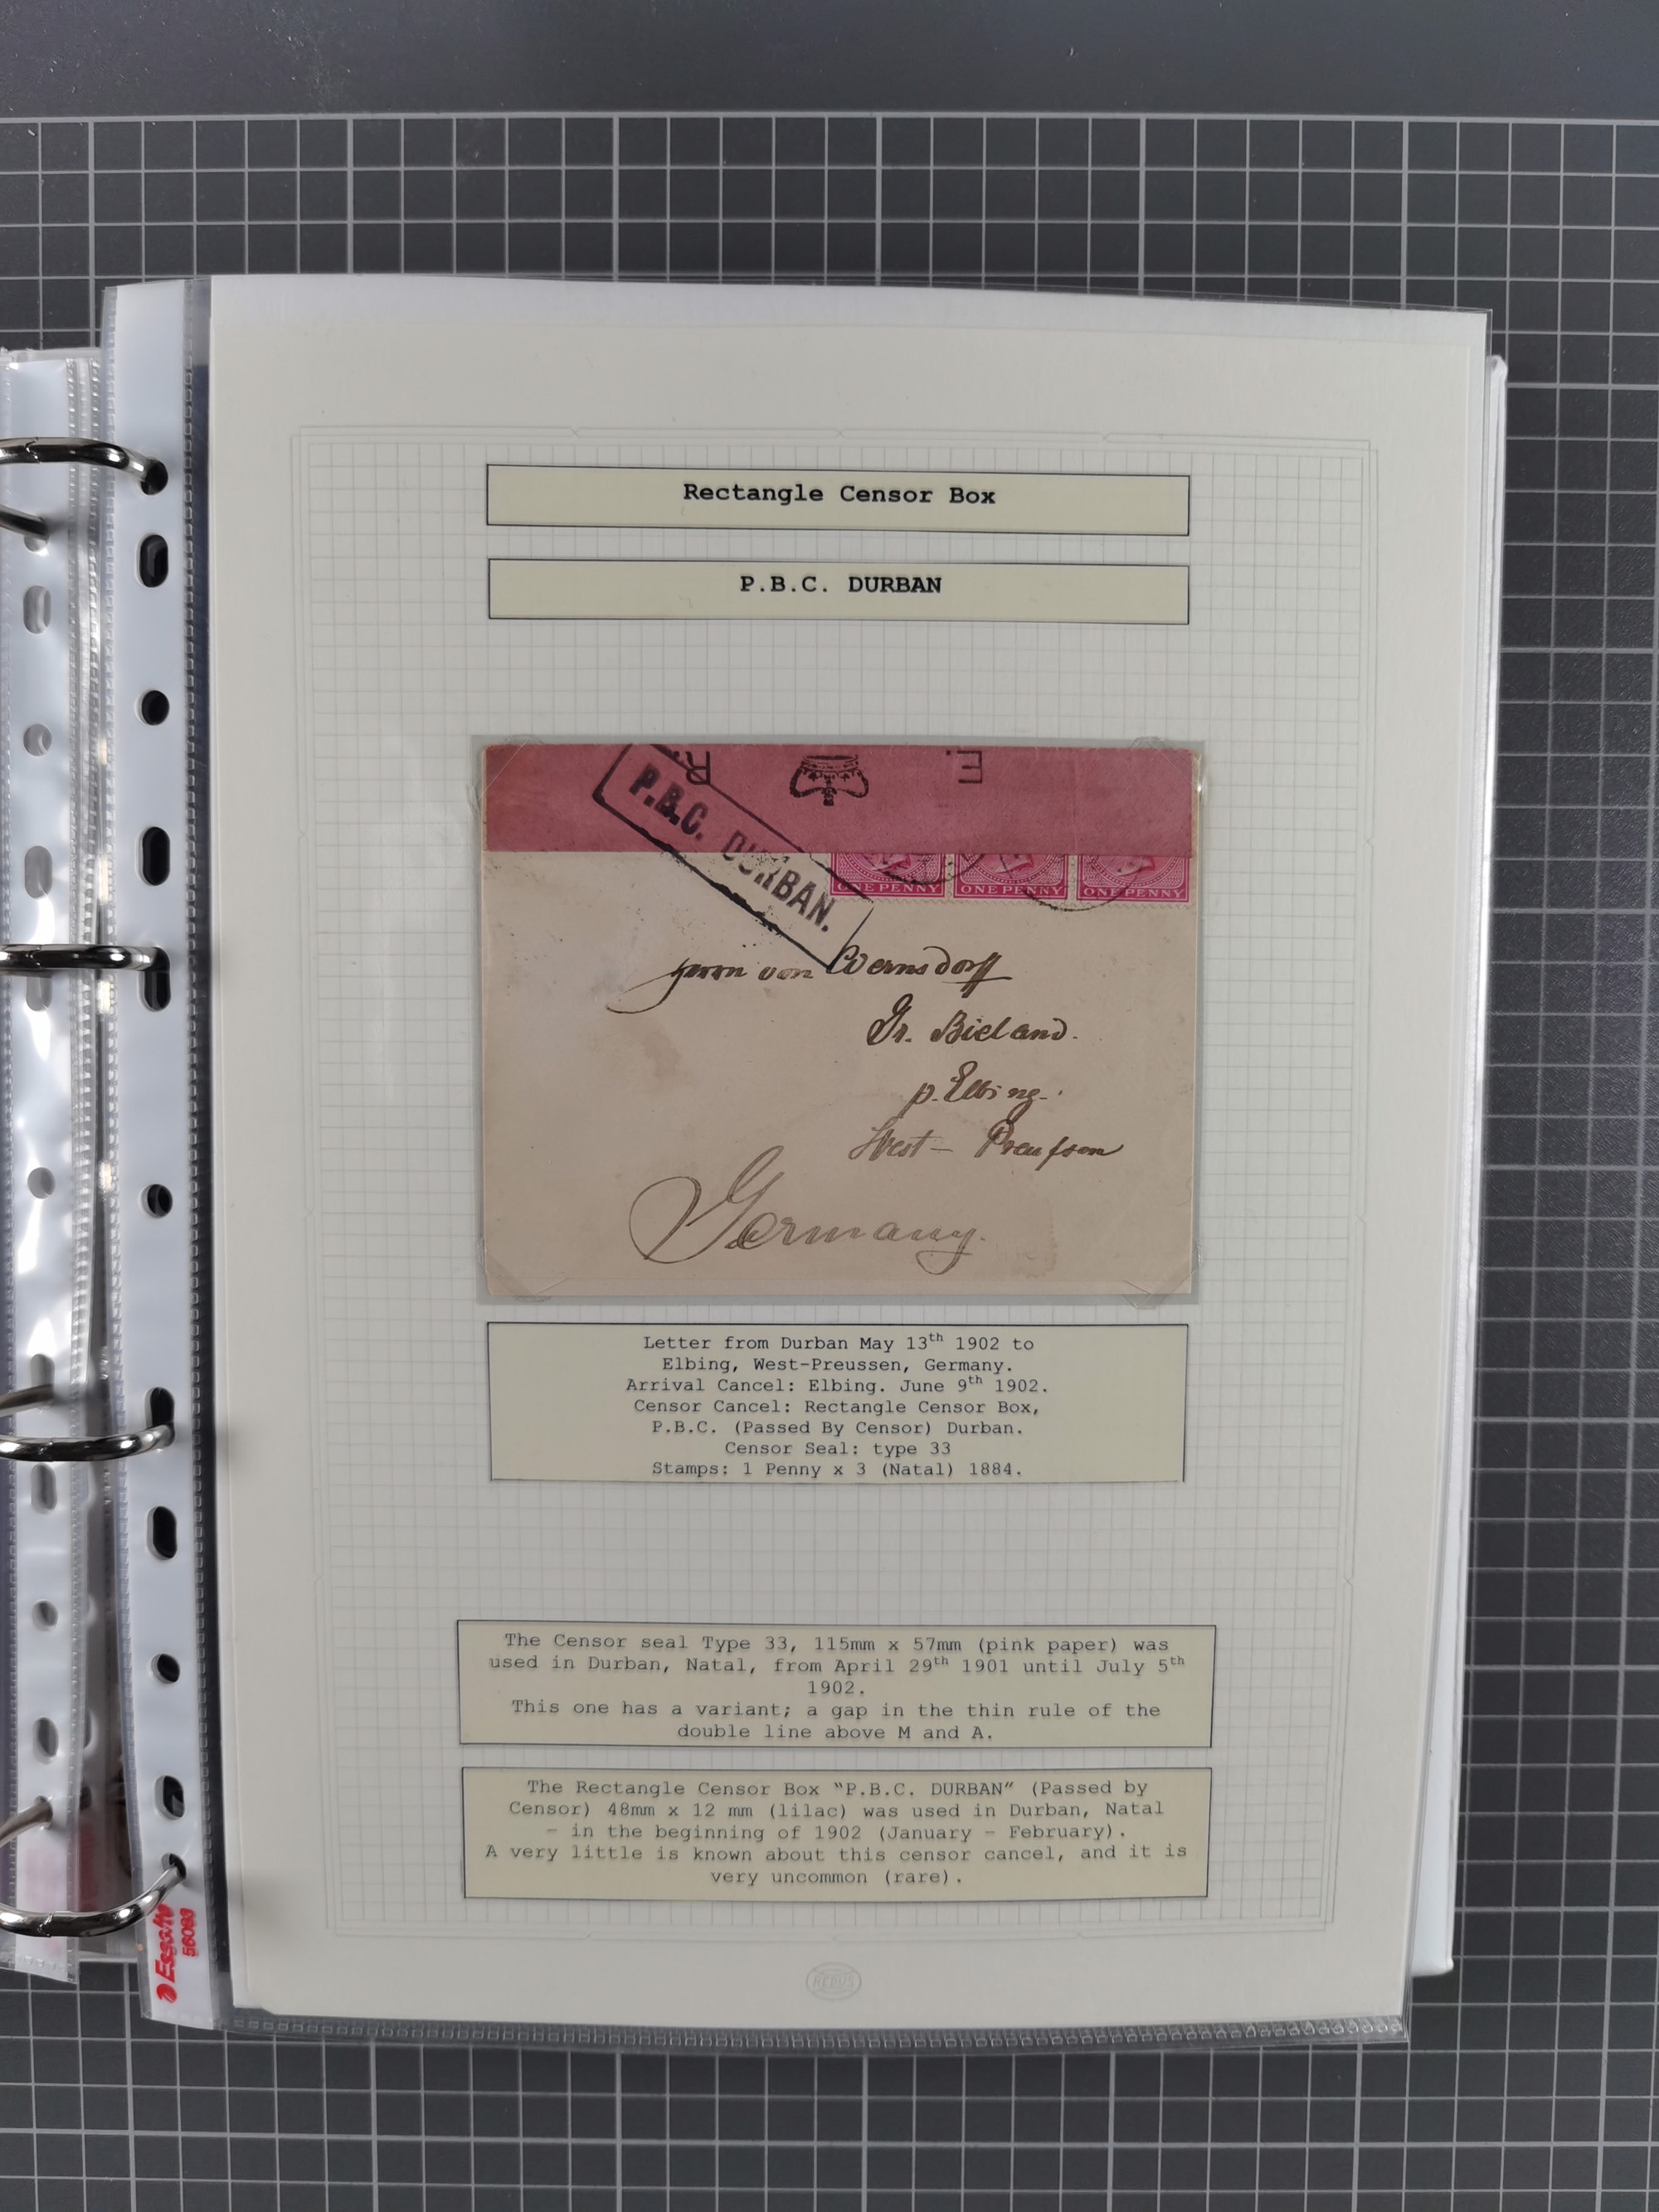 Rectangle Censor Box
P.B.C. DURBAN
R.
E.
P.B.C. DURBAN.
ONE PENNY ONE PENNY ONE PENNY
Herrn von Wernsdorff
Gr. Bieland.
p. Elbing.
West- Preufsen
Germany.
Letter from Durban May 13th 1902 to
Elbing, West-Preussen, Germany.
Arrival Cancel: Elbing. June 9th 1902.
Censor Cancel: Rectangle Censor Box,
P.B.C. (Passed By Censor) Durban.
Censor Seal: type 33
Stamps: 1 Penny x 3 (Natal) 1884.
The Censor seal Type 33, 115mm x 57mm (pink paper) was
used in Durban, Natal, from April 29th 1901 until July 5th
1902.
This one has a variant; a gap in the thin rule of the
double line above M and A.
The Rectangle Censor Box “P.B.C. DURBAN” (Passed by
Censor) 48mm x 12 mm (lilac) was used in Durban, Natal
– in the beginning of 1902 (January – February).
A very little is known about this censor cancel, and it is
very uncommon (rare).
Esselte
56083
REDUS